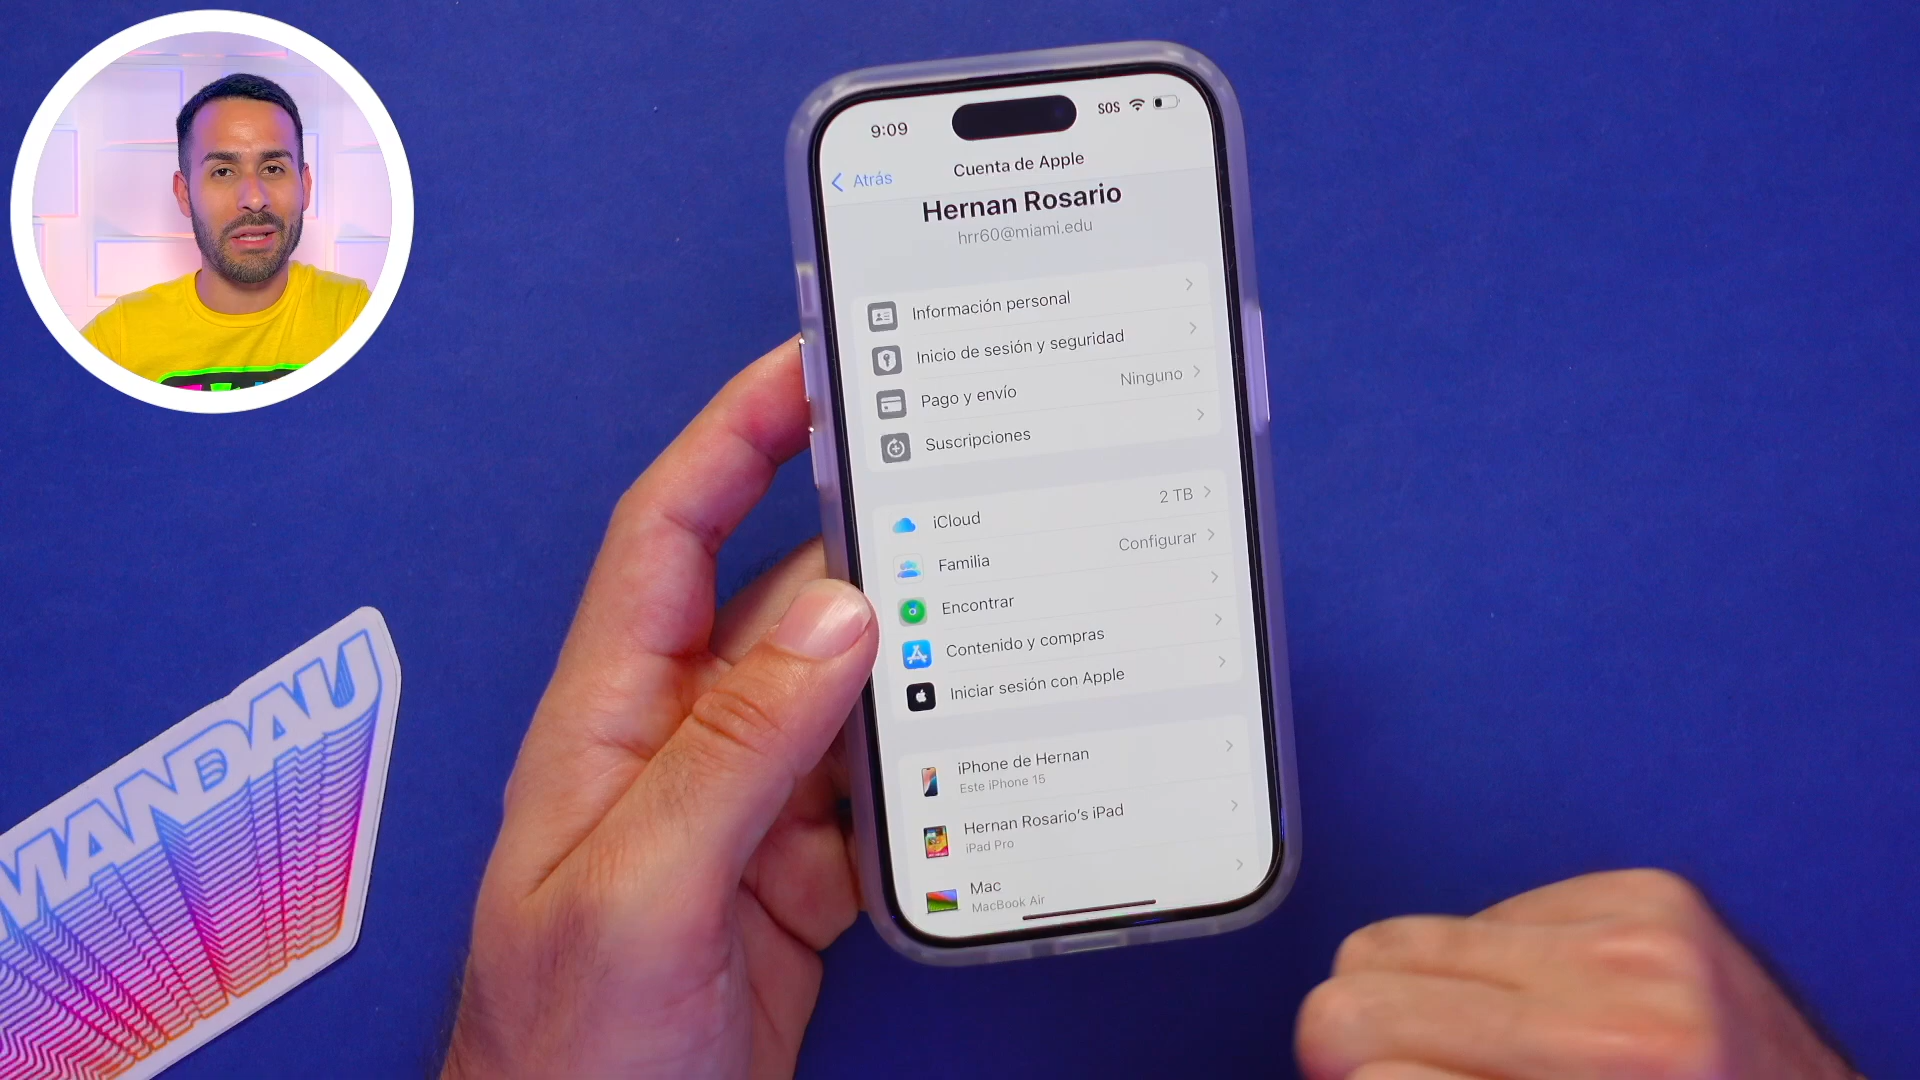 9:09
SOS
Atrás
Cuenta de Apple
Hernan Rosario
hrr60@miami.edu
Información personal
Inicio de sesión y seguridad
Pago y envío
Ninguno
Suscripciones
iCloud
2 TB
Familia
Configurar
Encontrar
Contenido y compras
Iniciar sesión con Apple
iPhone de Hernan
Este iPhone 15
Hernan Rosario's iPad
iPad Pro
Mac
MacBook Air
MANDAU